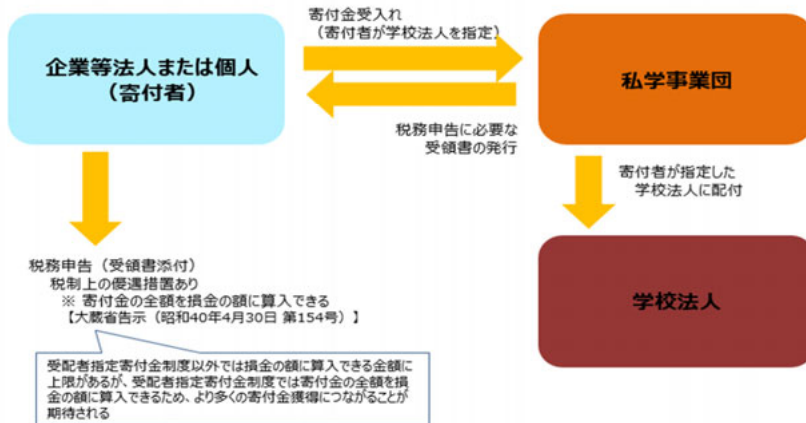 寄付金受入れ
（寄付者が学校法人を指定）
企業等法人または個人
（寄付者）
私学事業団
税務申告に必要な
受領書の発行
寄付者が指定した
学校法人に配付
税務申告（受領書添付）
税制上の優遇措置あり
※ 寄付金の全額を損金の額に算入できる
【大蔵省告示（昭和40年4月30日 第154号）】
学校法人
受配者指定寄付金制度以外では損金の額に算入できる金額に
上限があるが、受配者指定寄付金制度では寄付金の全額を損
金の額に算入できるため、より多くの寄付金獲得につながることが
期待される